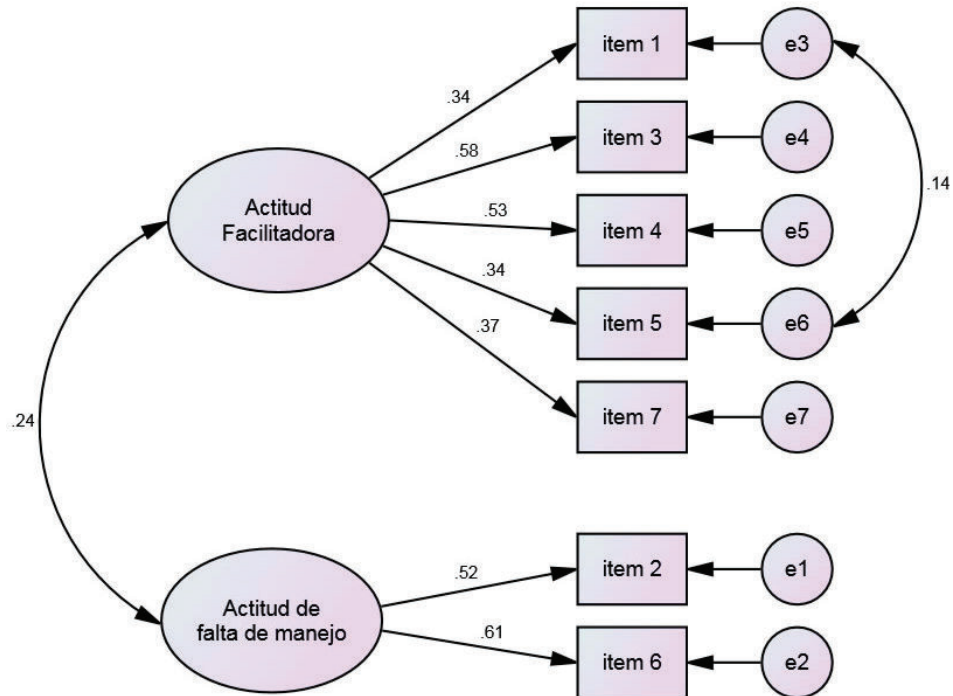 item 1
e3
.34
item 3
e4
.58
Actitud
Facilitadora
.53
item 4
e5
.14
.34
item 5
e6
.37
item 7
e7
.24
Actitud de
falta de manejo
.52
item 2
e1
.61
item 6
e2